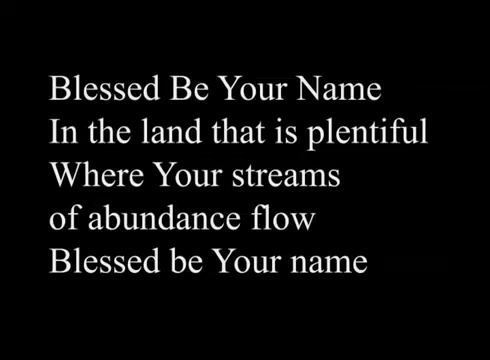 Blessed Be Your Name
In the land that is plentiful
Where Your streams
of abundance flow
Blessed be Your name